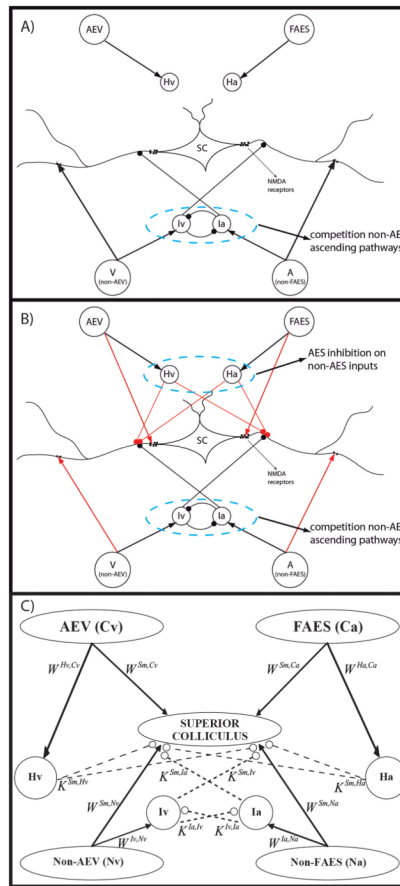 A)
AEV
FAES
Hv
Ha
SC
NMDA
receptors
Iv
Ia
competition non-AE
ascending pathways
V
(non-AEV)
A
(non-FAES)
B)
AEV
FAES
Hv
Ha
AES inhibition on
non-AES inputs
SC
NMDA
receptors
Iv
Ia
competition non-AE
ascending pathways
V
(non-AEV)
A
(non-FAES)
C)
AEV (Cv)
FAES (Ca)
W^Hv,Cv
W^Sm,Cv
W^Sm,Ca
W^Ha,Ca
SUPERIOR
COLLICULUS
Hv
Ha
K^Sm,Hv
K^Sm,Ia
K^Sm,Iv
K^Sm,Ha
W^Sm,Nv
W^Sm,Na
Iv
Ia
W^Iv,Nv
K^Ia,Iv
K^Iv,Ia
W^Ia,Na
Non-AEV (Nv)
Non-FAES (Na)